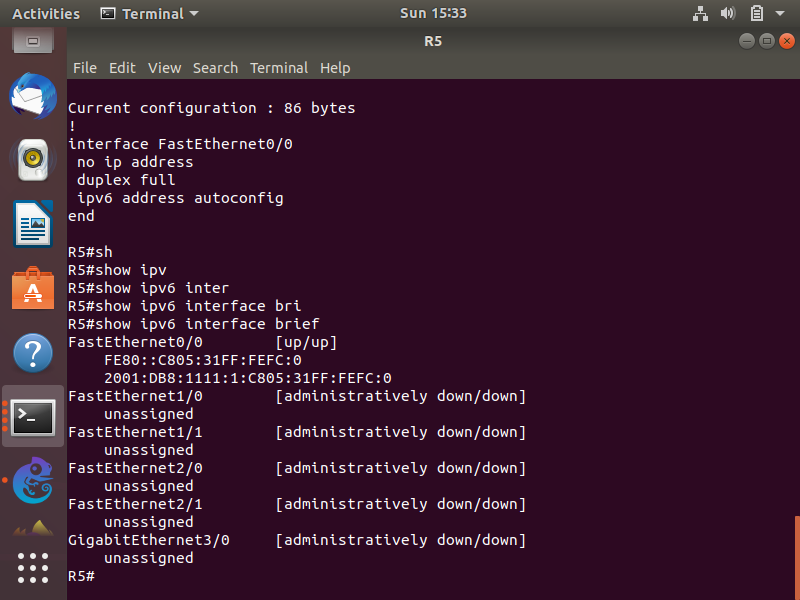 Activities Terminal Sun 15:33
R5
File Edit View Search Terminal Help
Current configuration : 86 bytes
!
interface FastEthernet0/0
 no ip address
 duplex full
 ipv6 address autoconfig
end
R5#sh
R5#show ipv
R5#show ipv6 inter
R5#show ipv6 interface bri
R5#show ipv6 interface brief
FastEthernet0/0        [up/up]
    FE80::C805:31FF:FEFC:0
    2001:DB8:1111:1:C805:31FF:FEFC:0
FastEthernet1/0        [administratively down/down]
    unassigned
FastEthernet1/1        [administratively down/down]
    unassigned
FastEthernet2/0        [administratively down/down]
    unassigned
FastEthernet2/1        [administratively down/down]
    unassigned
GigabitEthernet3/0     [administratively down/down]
    unassigned
R5#